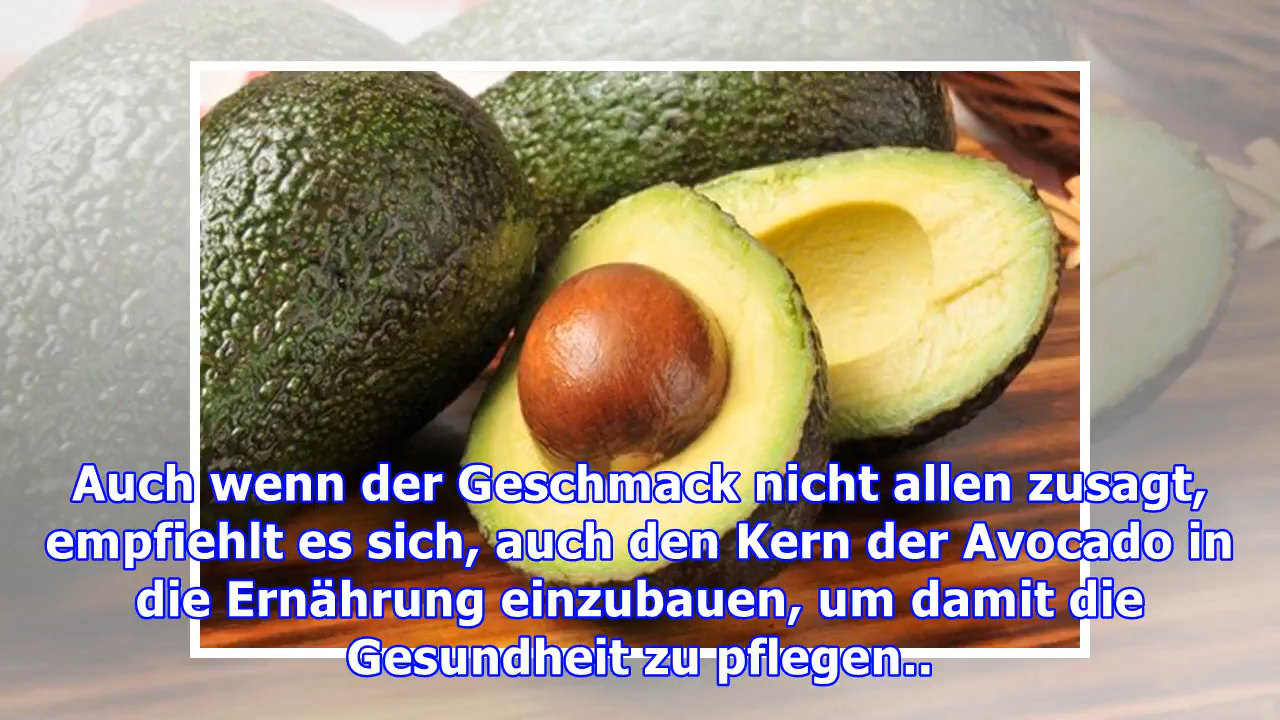 Auch wenn der Geschmack nicht allen zusagt,
empfiehlt es sich, auch den Kern der Avocado in
die Ernährung einzubauen, um damit die
Gesundheit zu pflegen..